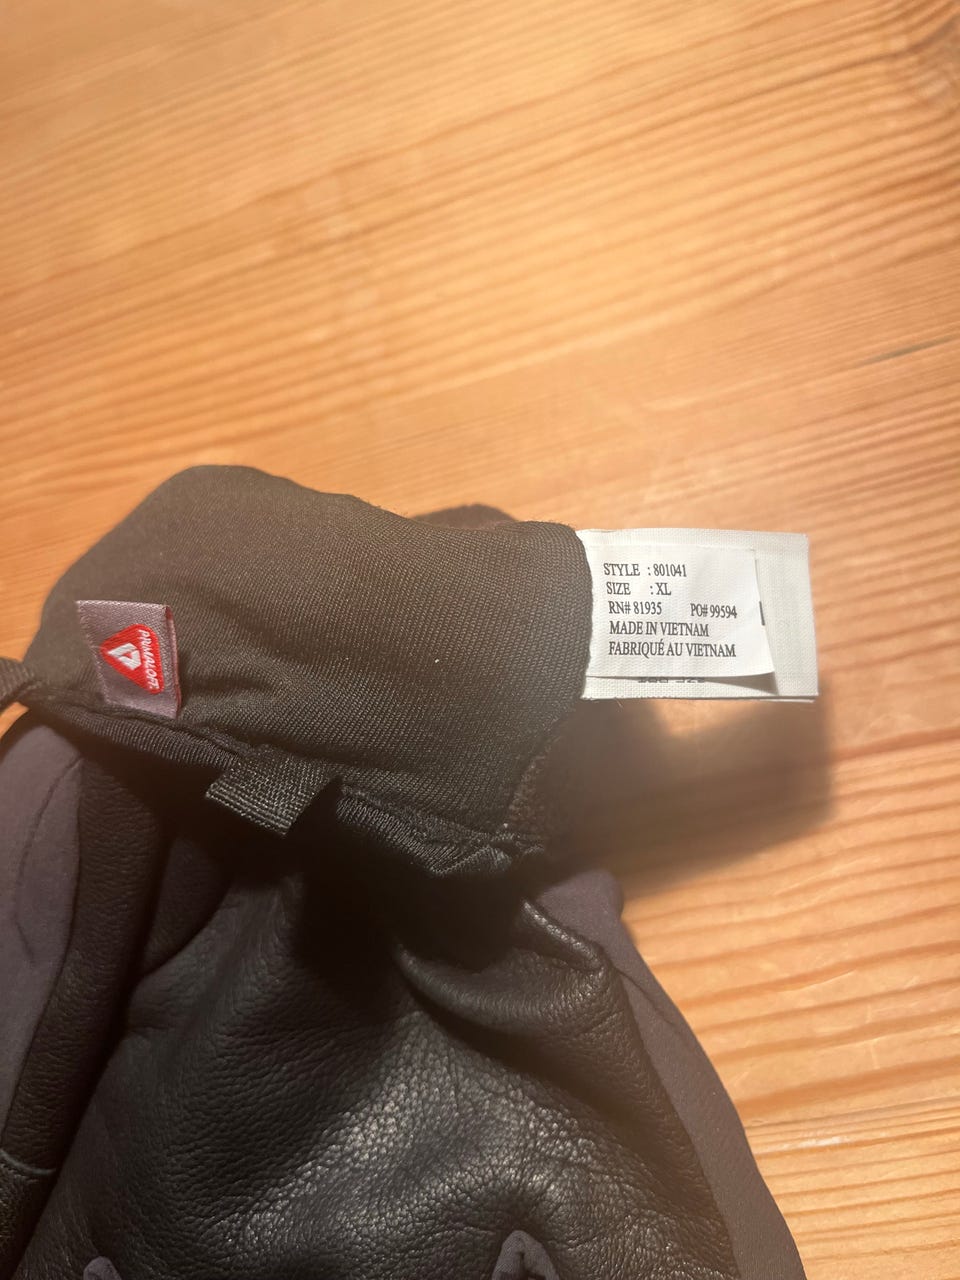 PRIMALOFT
STYLE : 801041
SIZE : XL
RN# 81935 PO# 99594
MADE IN VIETNAM
FABRIQUÉ AU VIETNAM